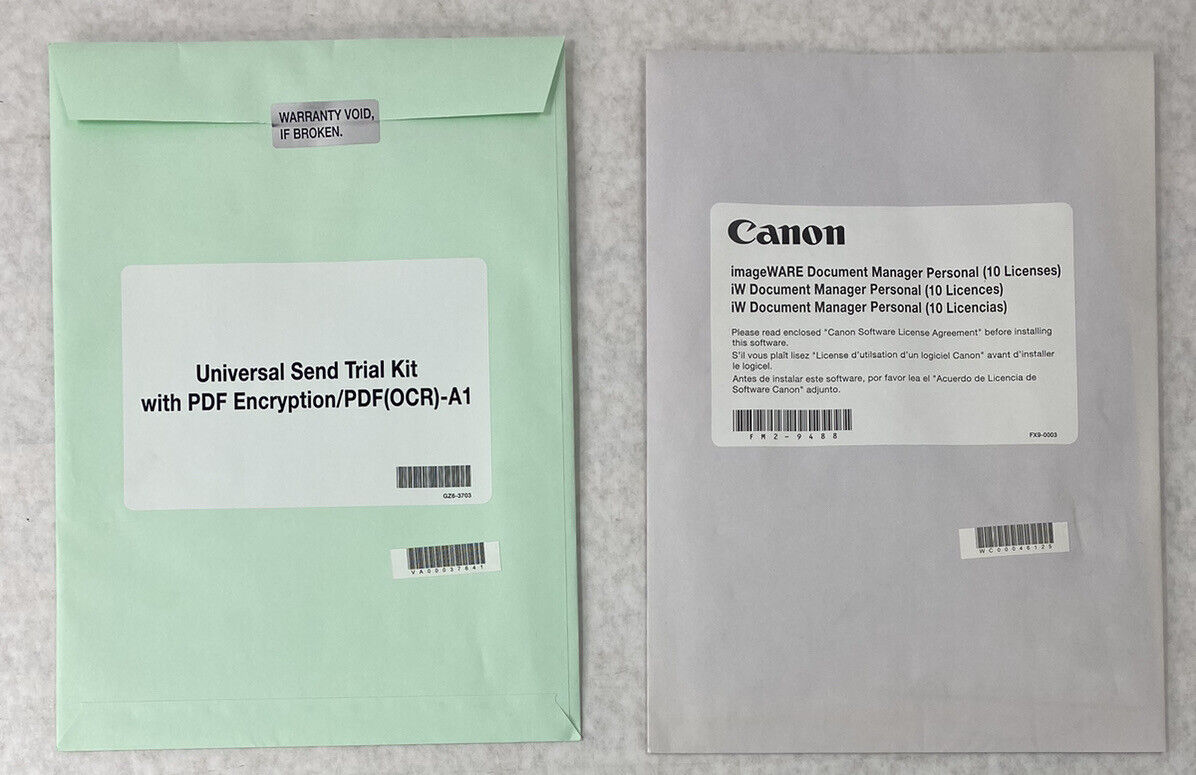 WARRANTY VOID,
IF BROKEN.
Universal Send Trial Kit
with PDF Encryption/PDF(OCR)-A1
GZ6-3703
VA00037641
Canon
imageWARE Document Manager Personal (10 Licenses)
iW Document Manager Personal (10 Licences)
iW Document Manager Personal (10 Licencias)
Please read enclosed "Canon Software License Agreement" before installing
this software.
S'il vous plaît lisez "License d'utilsation d'un logiciel Canon" avant d'installer
le logicel.
Antes de instalar este software, por favor lea el "Acuerdo de Licencia de
Software Canon" adjunto.
FM2-9488
FX9-0003
WC00046125